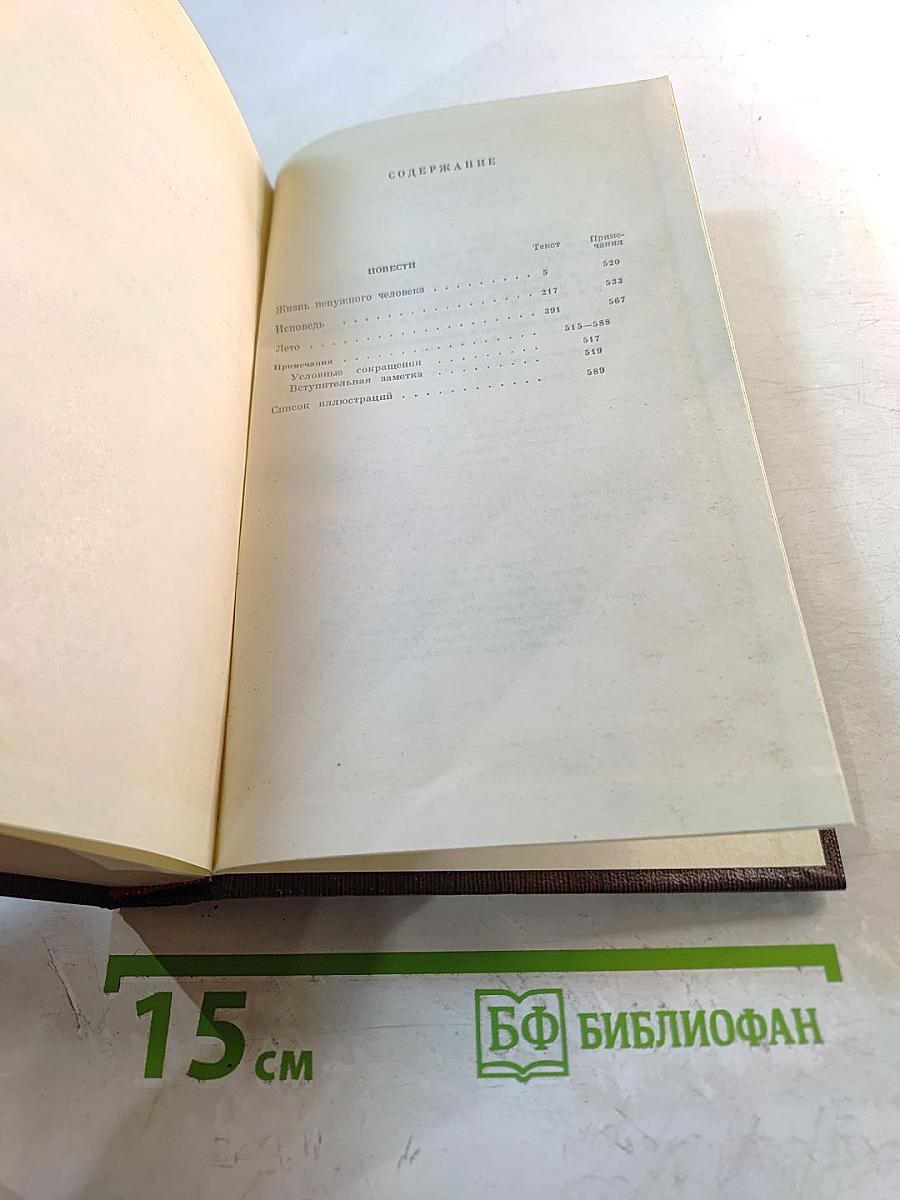 СОДЕРЖАНИЕ
Текст Приме-
чания
ПОВЕСТИ
Жизнь ненужного человека . . . . . . . . . 5 520
Исповедь . . . . . . . . . . . . . . . . . 217 533
Лето . . . . . . . . . . . . . . . . . . . 391 567
Примечания . . . . . . . . . . . . . . . . 515—588
Условные сокращения . . . . . . . . . . 517
Вступительная заметка . . . . . . . . . 519
Список иллюстраций . . . . . . . . . . . 589
15 см
БФ БИБЛИОФАН